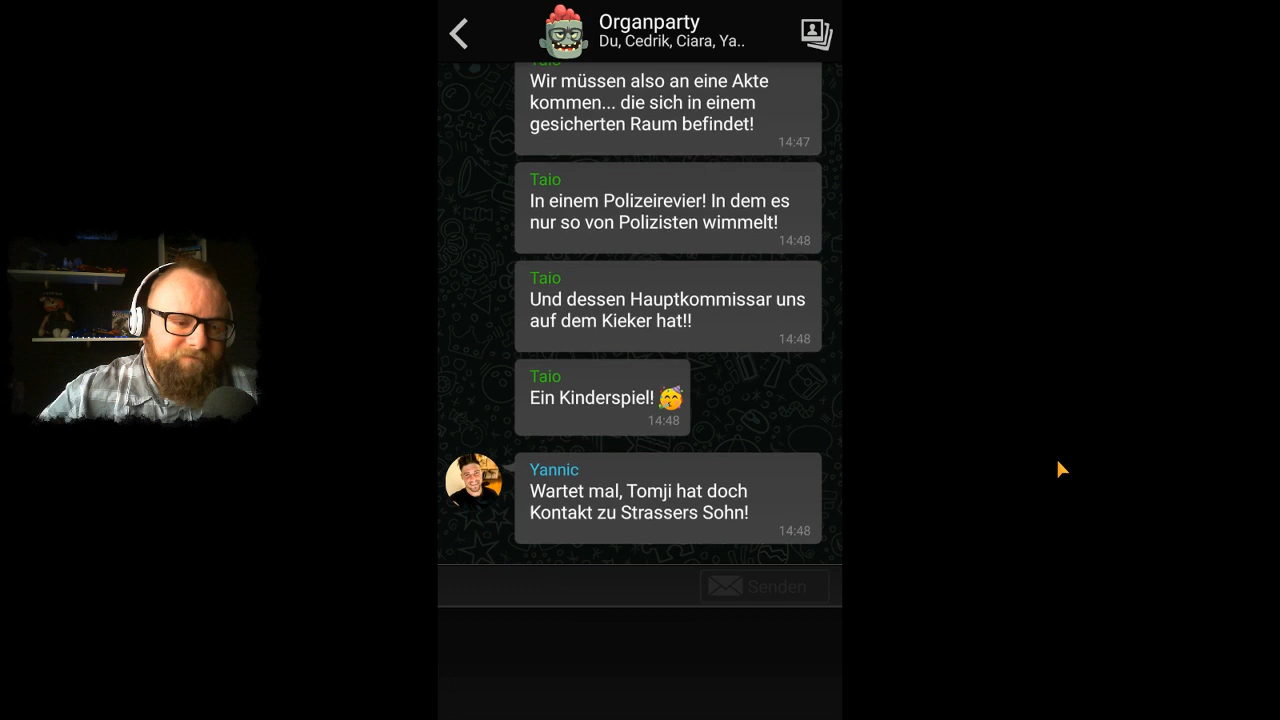 Organparty
Du, Cedrik, Ciara, Ya..
Taio
Wir müssen also an eine Akte
kommen... die sich in einem
gesicherten Raum befindet!
14:47
Taio
In einem Polizeirevier! In dem es
nur so von Polizisten wimmelt!
14:48
Taio
Und dessen Hauptkommissar uns
auf dem Kieker hat!!
14:48
Taio
Ein Kinderspiel! 🥳
14:48
Yannic
Wartet mal, Tomji hat doch
Kontakt zu Strassers Sohn!
14:48
Senden